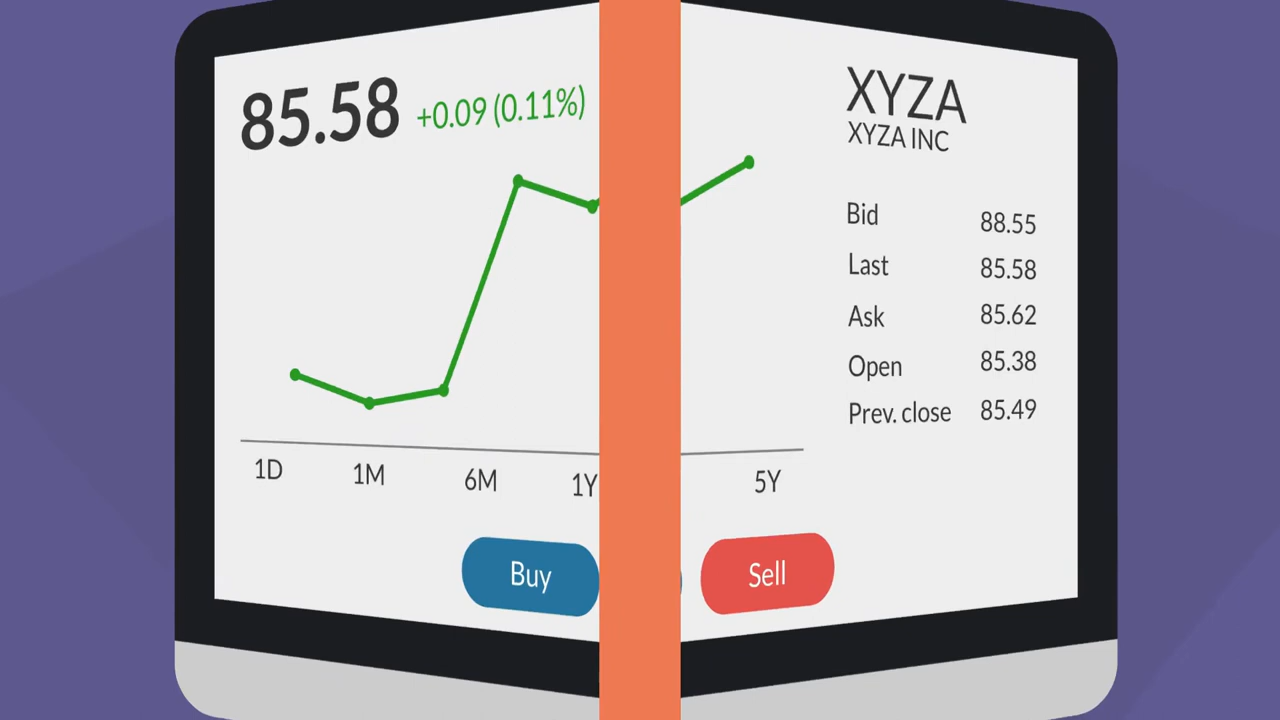 85.58 +0.09 (0.11%)
1D 1M 6M 1Y 5Y
Buy Sell
XYZA
XYZA INC
Bid 88.55
Last 85.58
Ask 85.62
Open 85.38
Prev. close 85.49